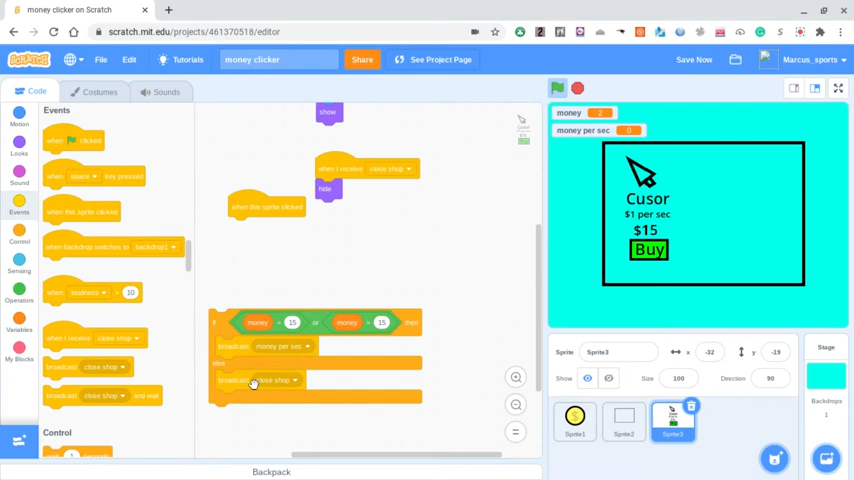 money clicker on Scratch
scratch.mit.edu/projects/461370518/editor
SCRATCH
File
Edit
Tutorials
money clicker
Share
See Project Page
Save Now
Marcus_sports
Code
Costumes
Sounds
Motion
Looks
Sound
Events
Control
Sensing
Operators
Variables
My Blocks
Events
when clicked
when space key pressed
when this sprite clicked
when backdrop switches to backdrop1
when loudness > 10
when I receive close shop
broadcast close shop
broadcast close shop and wait
Control
show
when I receive close shop
hide
when this sprite clicked
if money = 15 or money > 15 then
broadcast money per sec
else
broadcast close shop
money 2
money per sec 0
Cusor
$1 per sec
$15
Buy
Sprite Sprite3 x -32 y -19
Show Size 100 Direction 90
Sprite1
Sprite2
Sprite3
Stage
Backdrops
1
Backpack